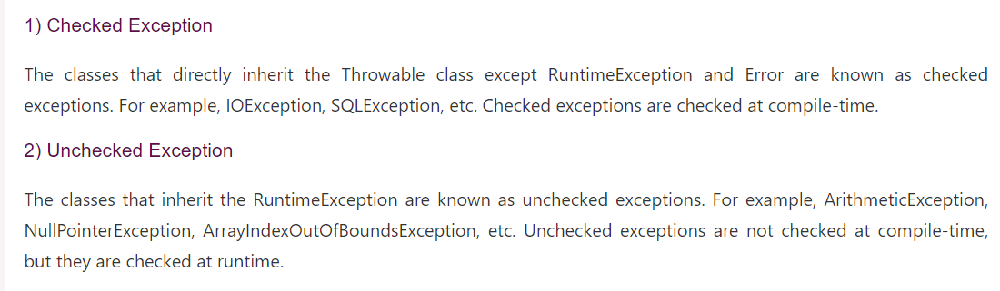 1) Checked Exception
The classes that directly inherit the Throwable class except RuntimeException and Error are known as checked
exceptions. For example, IOException, SQLException, etc. Checked exceptions are checked at compile-time.
2) Unchecked Exception
The classes that inherit the RuntimeException are known as unchecked exceptions. For example, ArithmeticException,
NullPointerException, ArrayIndexOutOfBoundsException, etc. Unchecked exceptions are not checked at compile-time,
but they are checked at runtime.